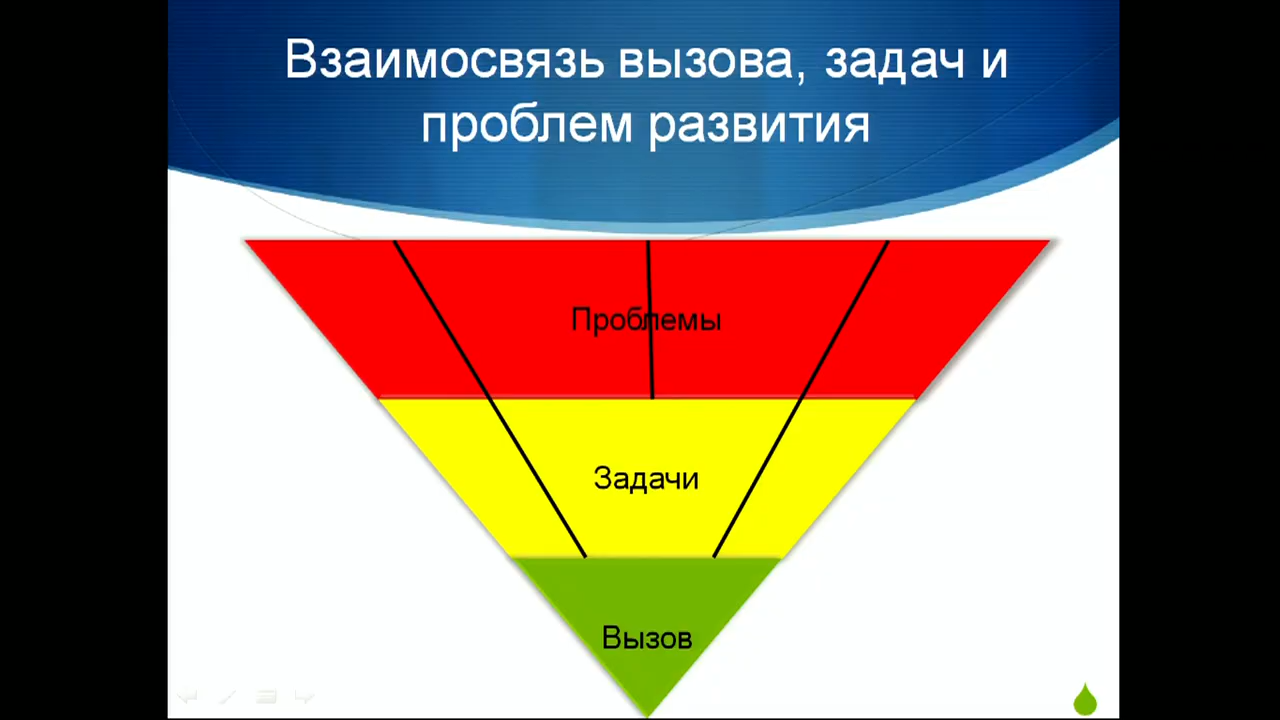 Взаимосвязь вызова, задач и
проблем развития
Проблемы
Задачи
Вызов